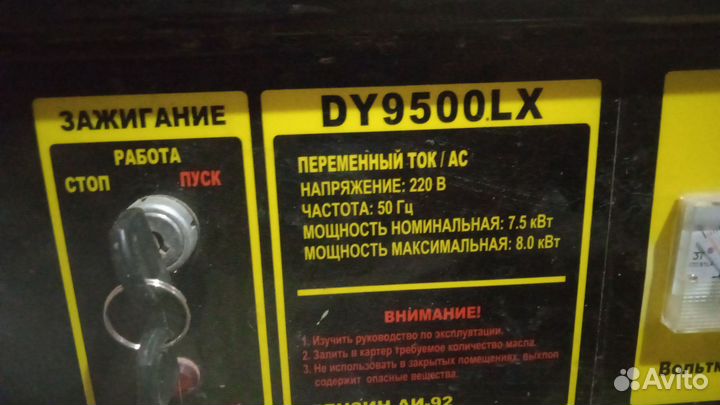 ЗАЖИГАНИЕ
РАБОТА
СТОП
ПУСК
DY9500LX
ПЕРЕМЕННЫЙ ТОК / AC
НАПРЯЖЕНИЕ: 220 В
ЧАСТОТА: 50 Гц
МОЩНОСТЬ НОМИНАЛЬНАЯ: 7.5 кВт
МОЩНОСТЬ МАКСИМАЛЬНАЯ: 8.0 кВт
ВНИМАНИЕ!
1. Изучить руководство по эксплуатации.
2. Залить в картер требуемое количество масла.
3. Не использовать в закрытых помещениях, выхлоп
содержит опасные вещества.
АИ-92
Вольт
Avito